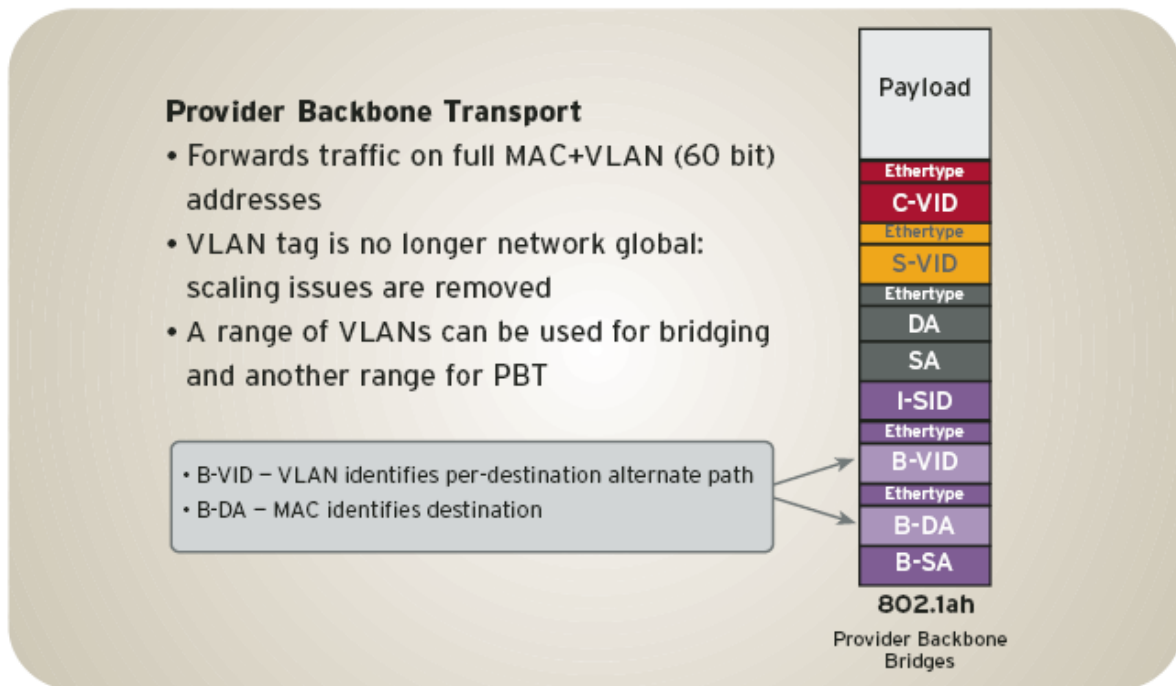 Provider Backbone Transport
• Forwards traffic on full MAC+VLAN (60 bit)
addresses
• VLAN tag is no longer network global:
scaling issues are removed
• A range of VLANs can be used for bridging
and another range for PBT
• B-VID – VLAN identifies per-destination alternate path
• B-DA – MAC identifies destination
Payload
Ethertype
C-VID
Ethertype
S-VID
Ethertype
DA
SA
I-SID
Ethertype
B-VID
Ethertype
B-DA
B-SA
802.1ah
Provider Backbone
Bridges